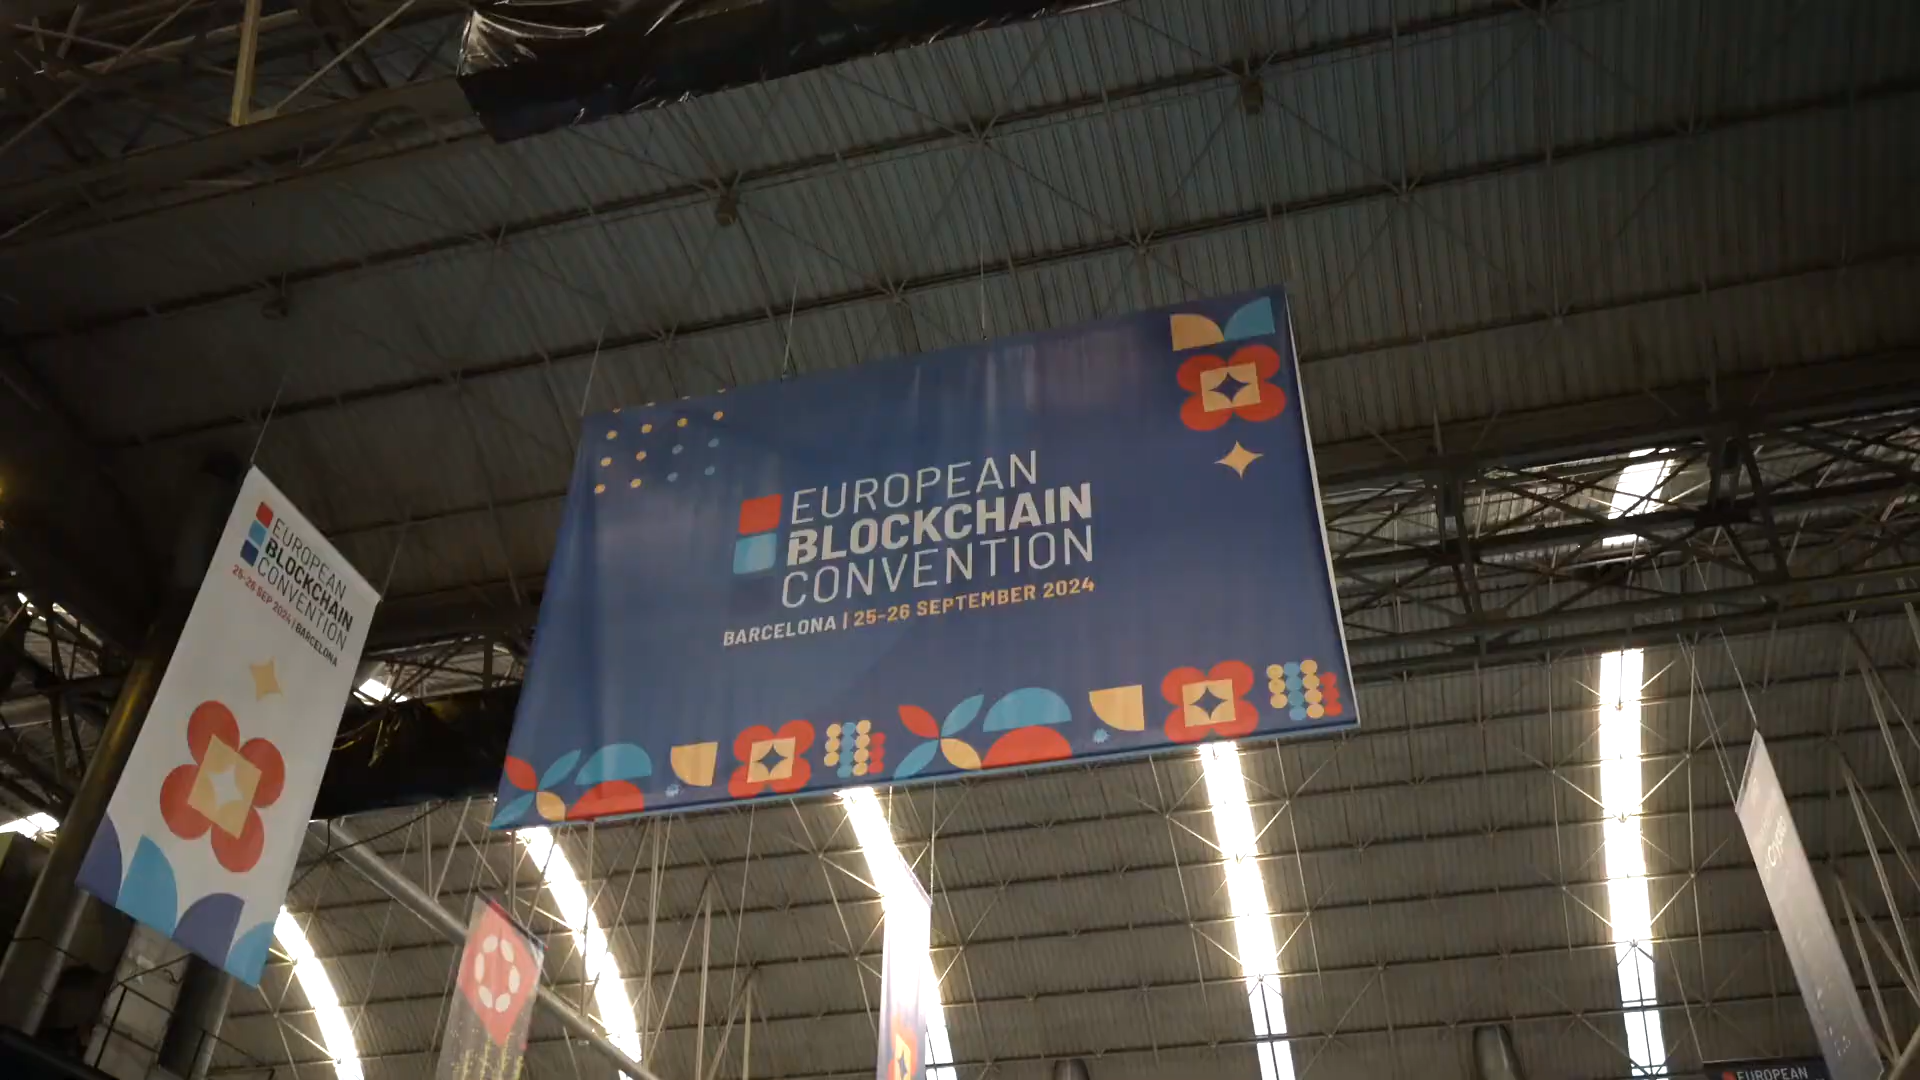 EUROPEAN
BLOCKCHAIN
CONVENTION
25-26 SEP 2024 | BARCELONA
EUROPEAN
BLOCKCHAIN
CONVENTION
BARCELONA | 25-26 SEPTEMBER 2024
EUROPEAN